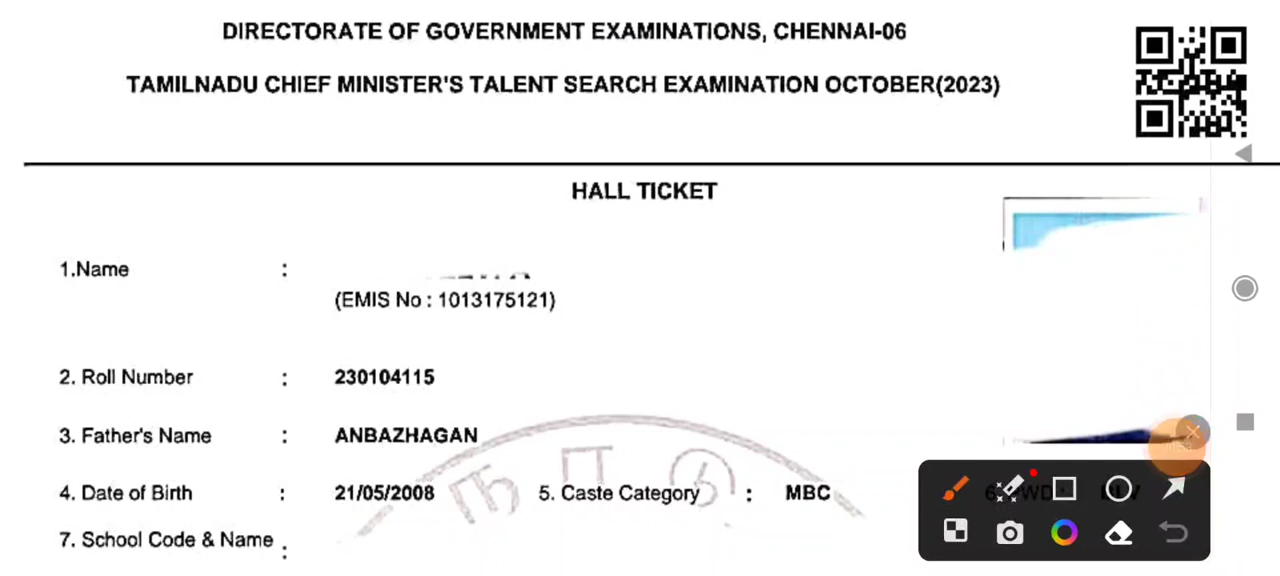 DIRECTORATE OF GOVERNMENT EXAMINATIONS, CHENNAI-06
TAMILNADU CHIEF MINISTER'S TALENT SEARCH EXAMINATION OCTOBER(2023)
HALL TICKET
1.Name :
(EMIS No : 1013175121)
2. Roll Number : 230104115
3. Father's Name : ANBAZHAGAN
4. Date of Birth : 21/05/2008 5. Caste Category : MBC
7. School Code & Name :